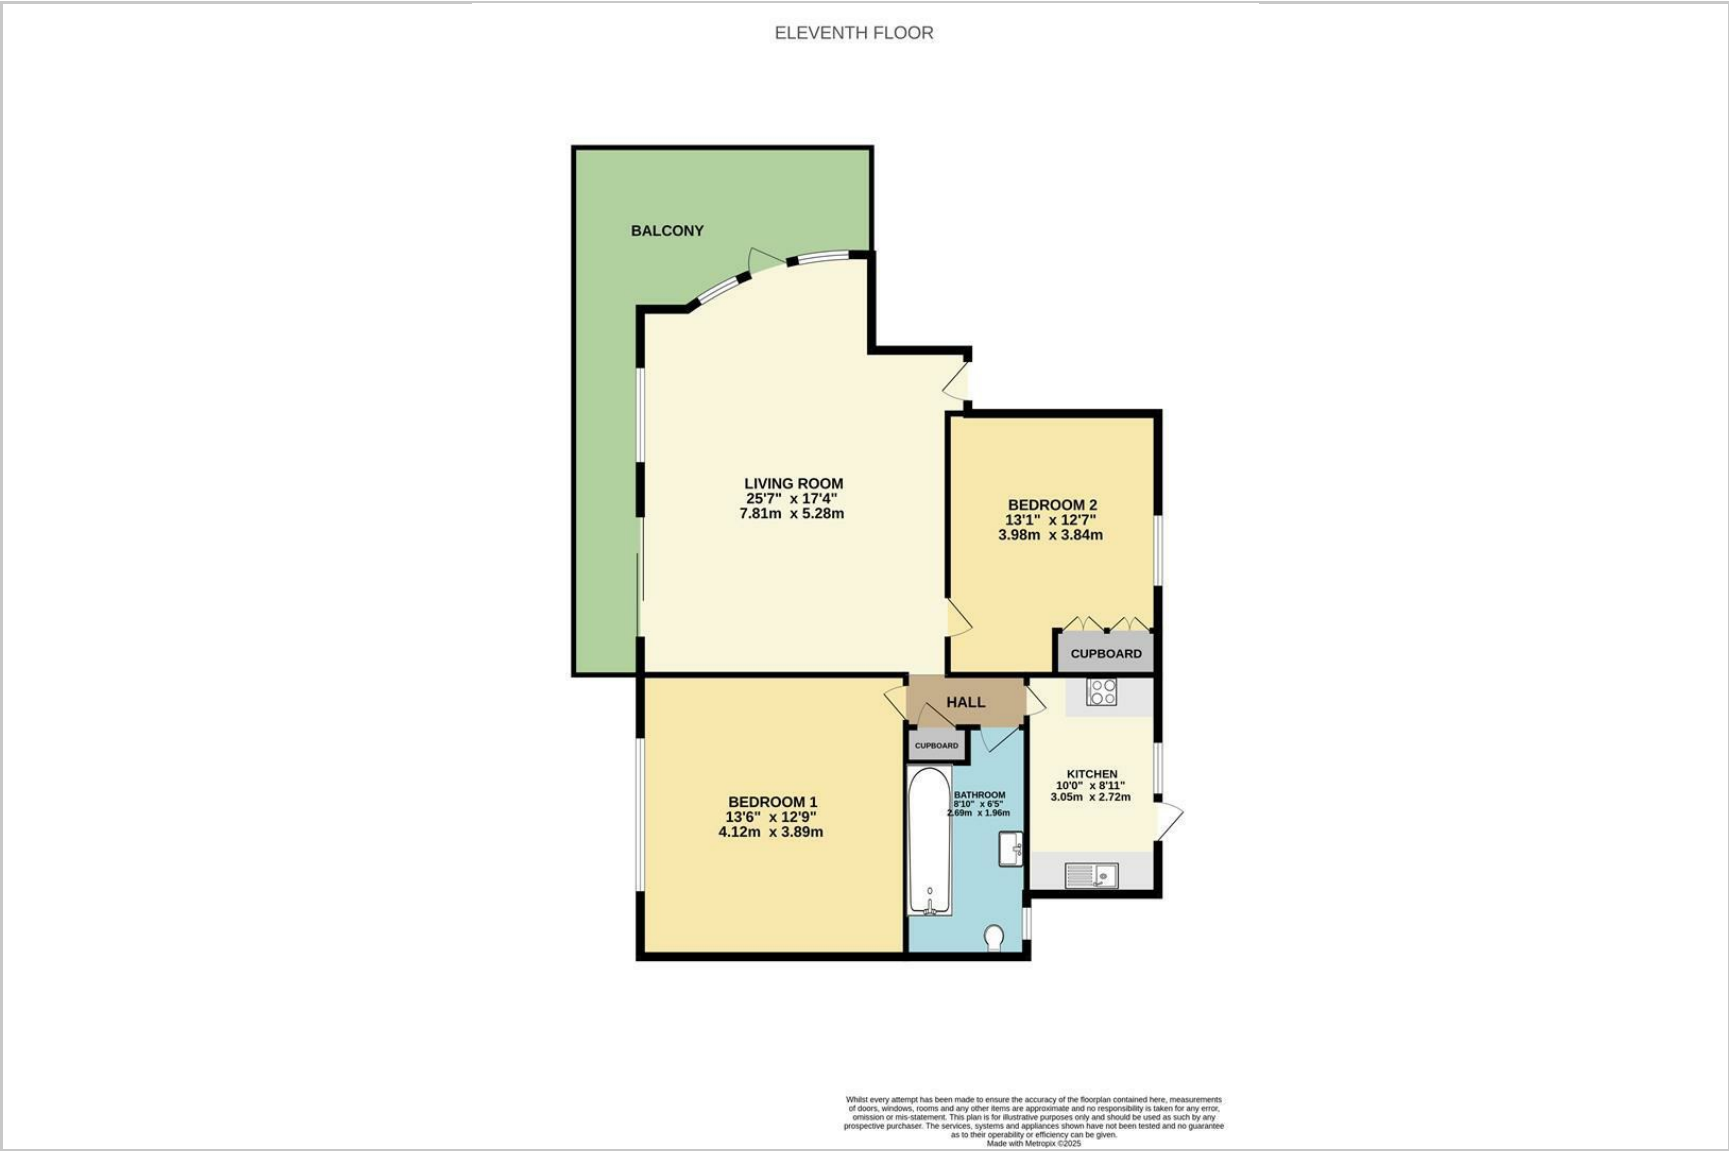 ELEVENTH FLOOR
BALCONY
LIVING ROOM
25'7" x 17'4"
7.81m x 5.28m
BEDROOM 2
13'1" x 12'7"
3.98m x 3.84m
CUPBOARD
HALL
CUPBOARD
KITCHEN
10'0" x 8'11"
3.05m x 2.72m
BATHROOM
8'10" x 6'5"
2.69m x 1.96m
BEDROOM 1
13'6" x 12'9"
4.12m x 3.89m
Whilst every attempt has been made to ensure the accuracy of the floorplan contained here, measurements
of doors, windows, rooms and any other items are approximate and no responsibility is taken for any error,
omission or mis-statement. This plan is for illustrative purposes only and should be used as such by any
prospective purchaser. The services, systems and appliances shown have not been tested and no guarantee
as to their operability or efficiency can be given.
Made with Metropix ©2025